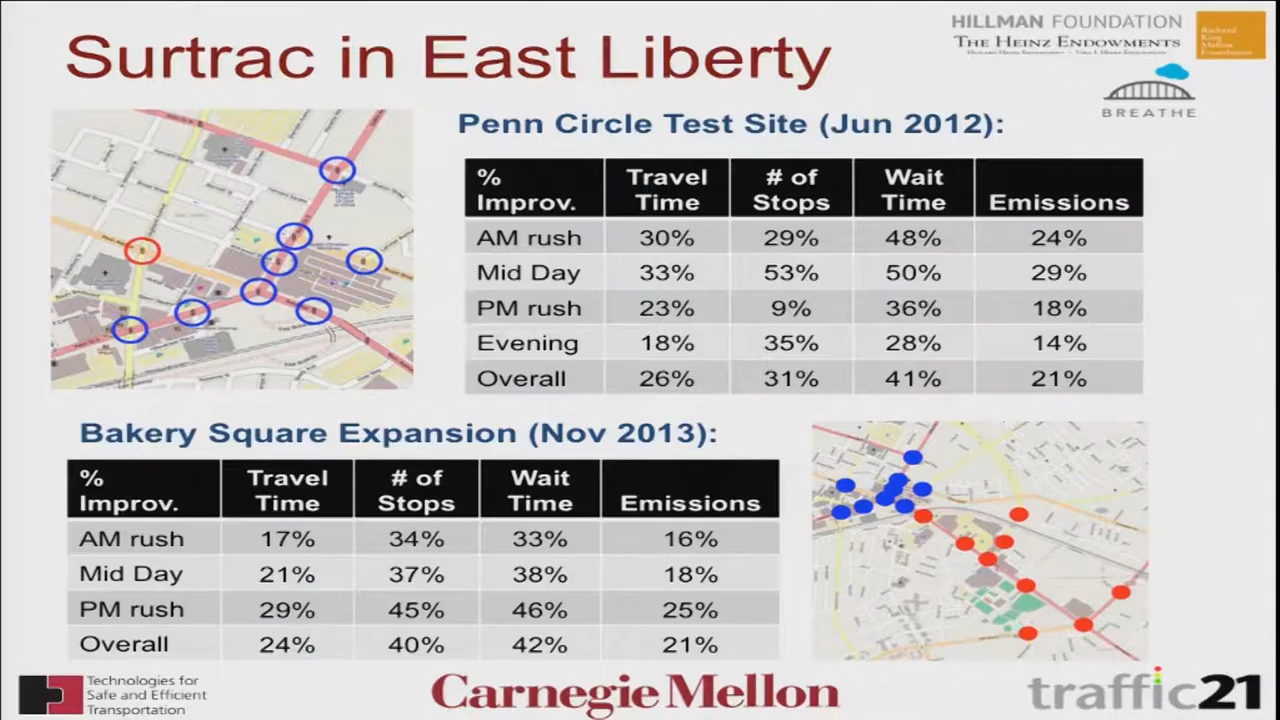 Surtrac in East Liberty
HILLMAN FOUNDATION
THE HEINZ ENDOWMENTS
Richard
King
Mellon
Foundation
BREATHE
Penn Circle Test Site (Jun 2012):
% Improv. Travel Time # of Stops Wait Time Emissions
AM rush 30% 29% 48% 24%
Mid Day 33% 53% 50% 29%
PM rush 23% 9% 36% 18%
Evening 18% 35% 28% 14%
Overall 26% 31% 41% 21%
Bakery Square Expansion (Nov 2013):
% Improv. Travel Time # of Stops Wait Time Emissions
AM rush 17% 34% 33% 16%
Mid Day 21% 37% 38% 18%
PM rush 29% 45% 46% 25%
Overall 24% 40% 42% 21%
Technologies for
Safe and Efficient
Transportation
Carnegie Mellon
traffic21